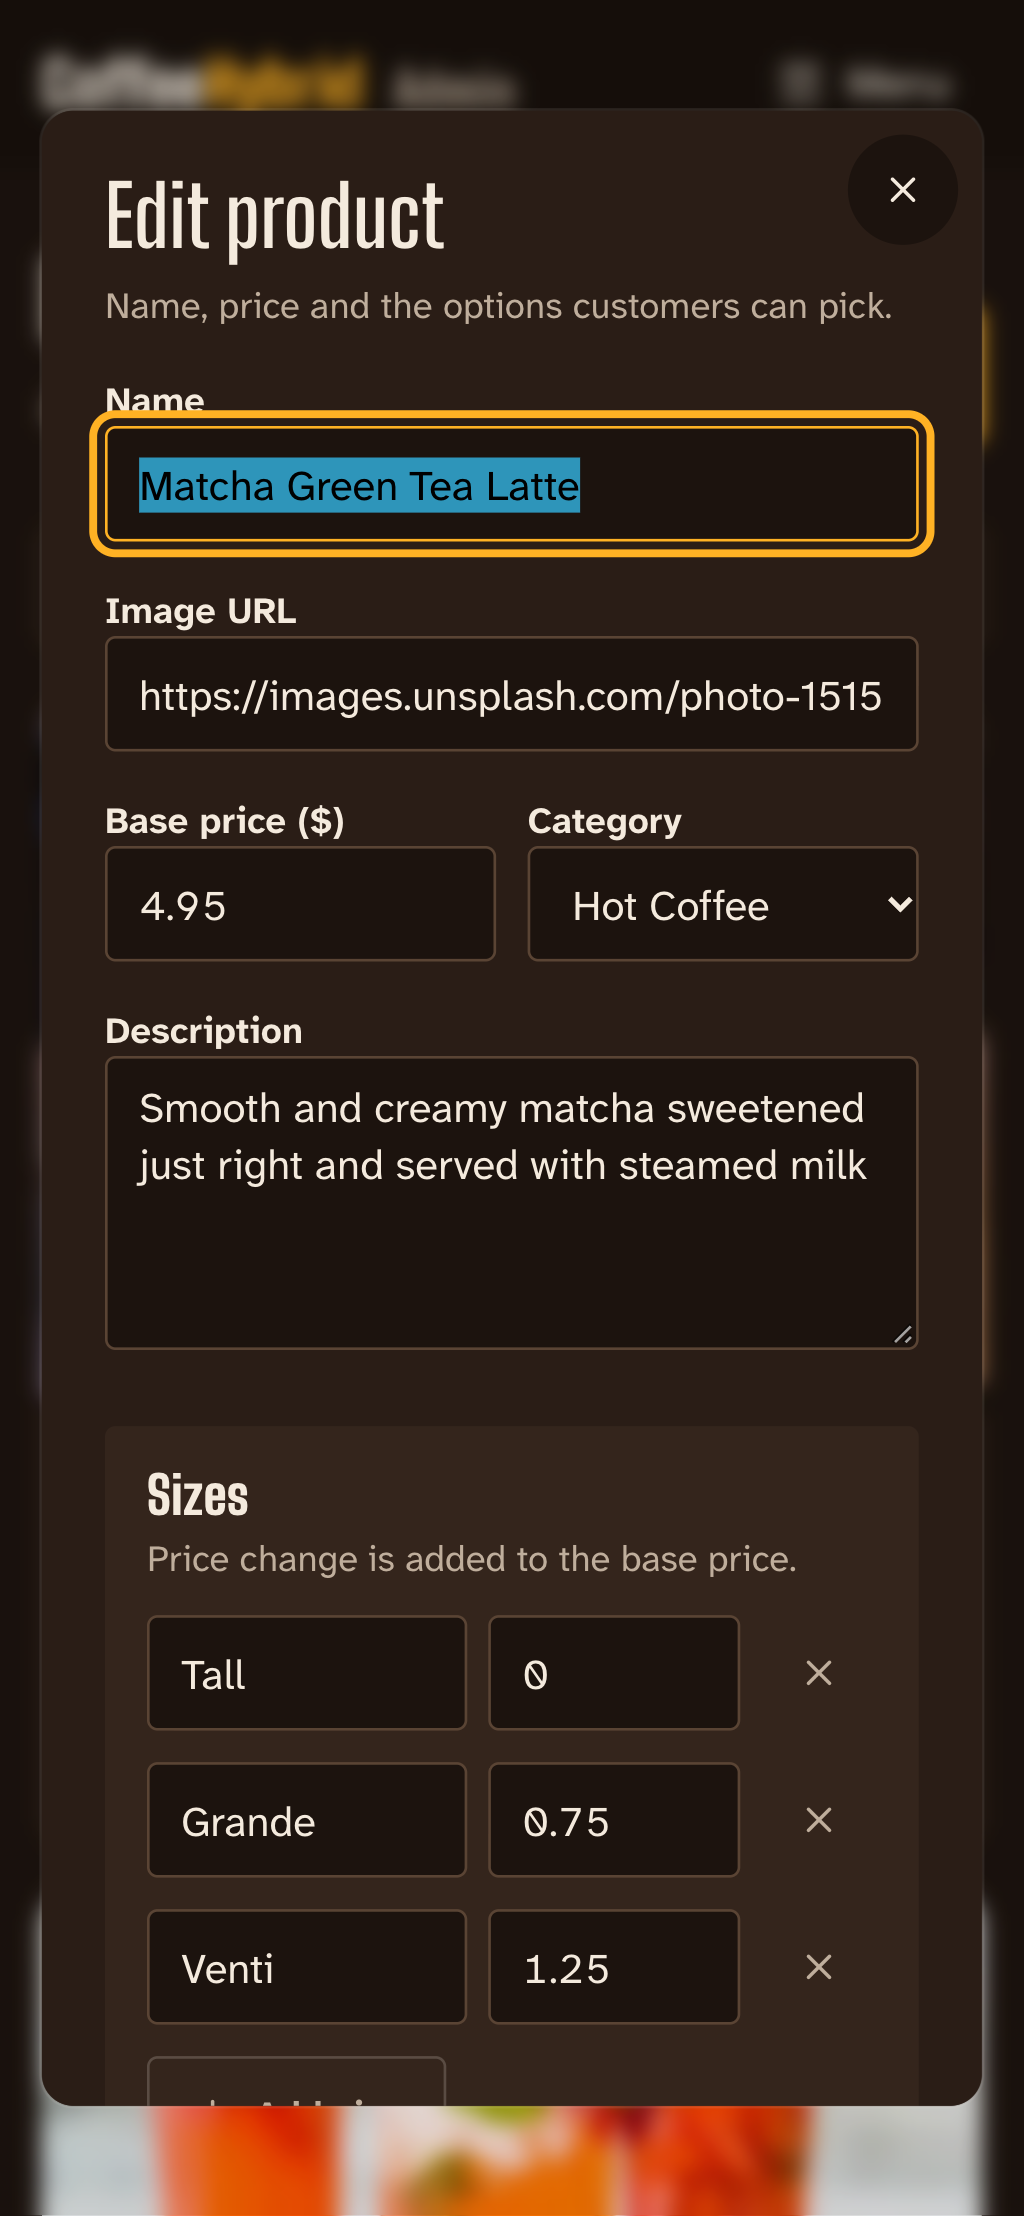 CoffeeHybrid Admin
Menu
Edit product
Name, price and the options customers can pick.
Name
Matcha Green Tea Latte
Image URL
https://images.unsplash.com/photo-1515
Base price ($)
Category
4.95
Hot Coffee
Description
Smooth and creamy matcha sweetened
just right and served with steamed milk
Sizes
Price change is added to the base price.
Tall
0
Grande
0.75
Venti
1.25